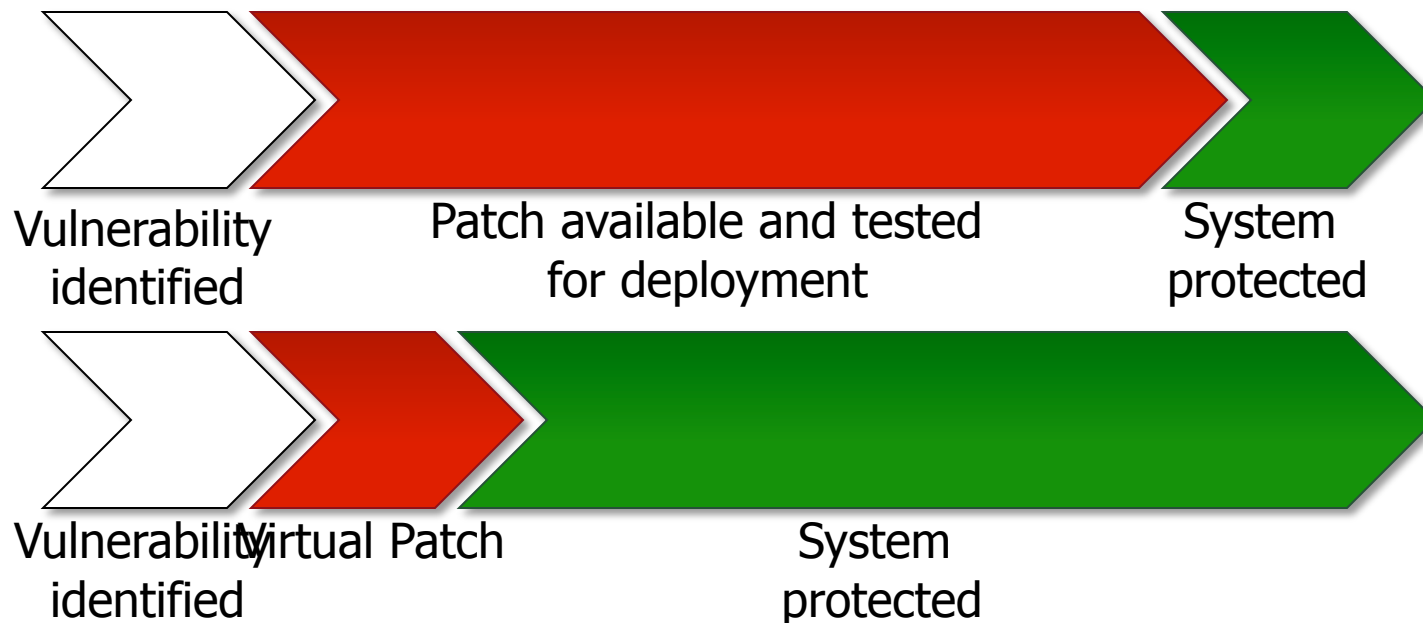 Vulnerability
identified
Patch available and tested
for deployment
System
protected
Vulnerability
identified
Virtual Patch
System
protected